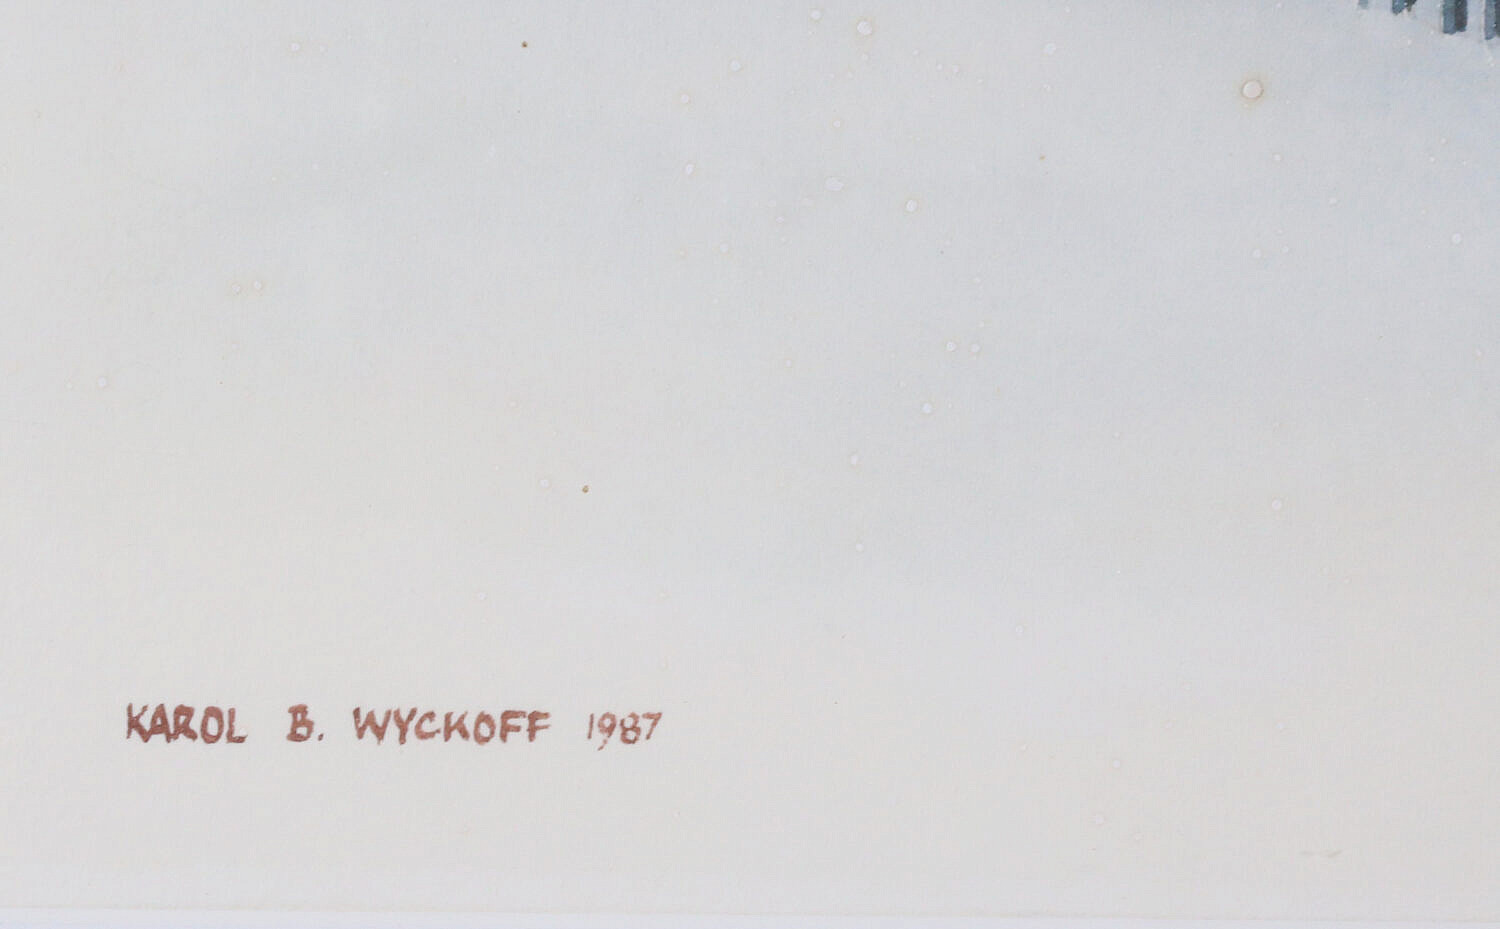 KAROL B. WYCKOFF 1987